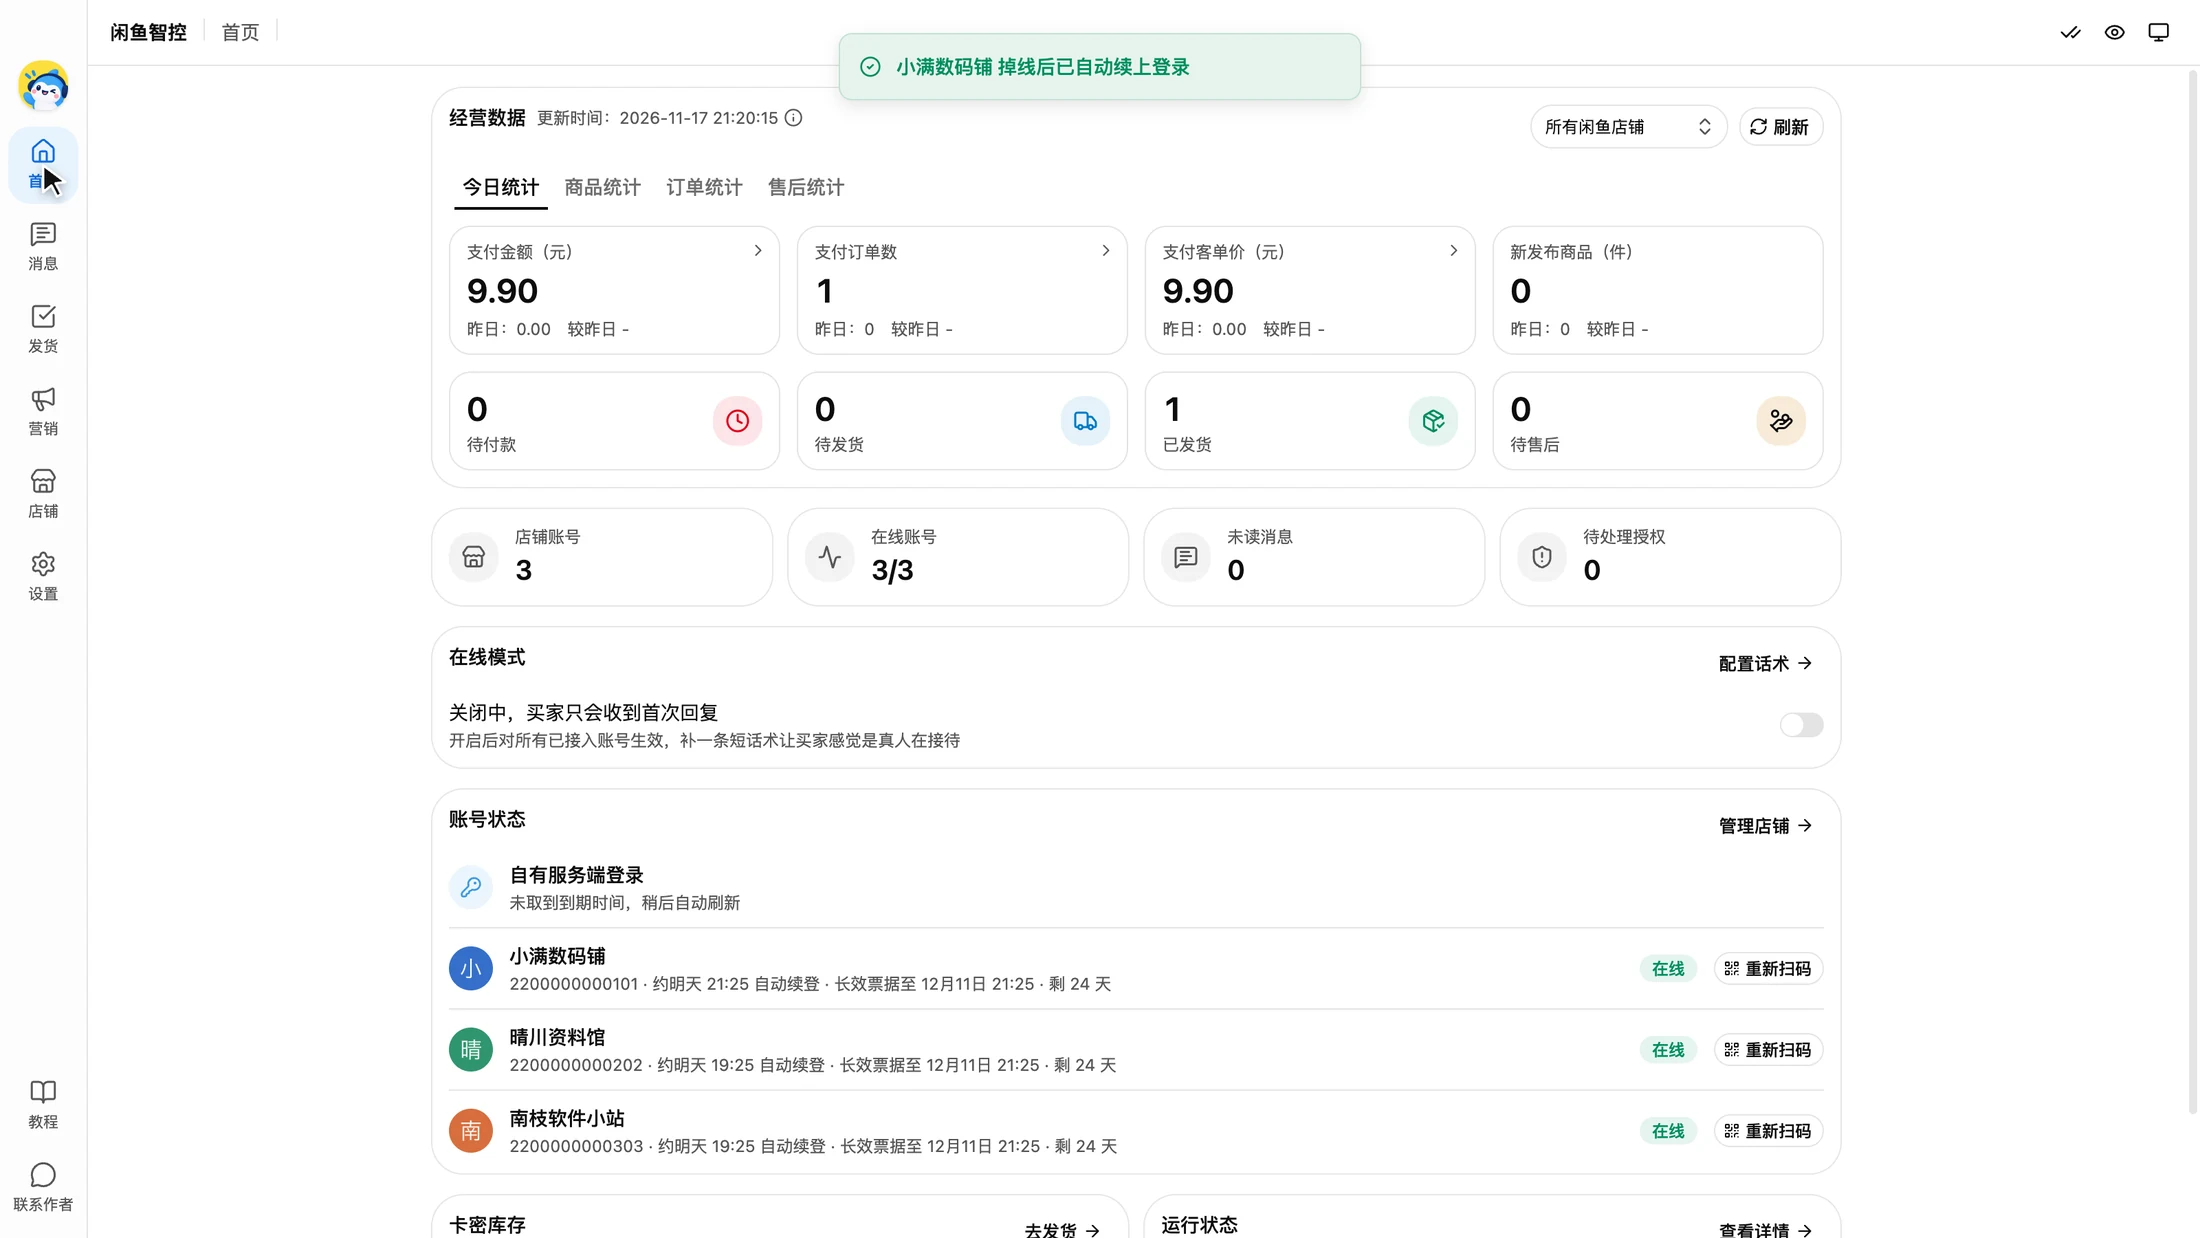 闲鱼智控 首页
小满数码铺 掉线后已自动续上登录
经营数据 更新时间：2026-11-17 21:20:15
所有闲鱼店铺 刷新
今日统计 商品统计 订单统计 售后统计
支付金额（元）
9.90
昨日：0.00 较昨日 -
支付订单数
1
昨日：0 较昨日 -
支付客单价（元）
9.90
昨日：0.00 较昨日 -
新发布商品（件）
0
昨日：0 较昨日 -
0
待付款
0
待发货
1
已发货
0
待售后
店铺账号
3
在线账号
3/3
未读消息
0
待处理授权
0
在线模式
配置话术
关闭中，买家只会收到首次回复
开启后对所有已接入账号生效，补一条短话术让买家感觉是真人在接待
账号状态
管理店铺
自有服务端登录
未取到到期时间，稍后自动刷新
小
小满数码铺
2200000000101 · 约明天 21:25 自动续登 · 长效票据至 12月11日 21:25 · 剩 24 天
在线 重新扫码
晴
晴川资料馆
2200000000202 · 约明天 19:25 自动续登 · 长效票据至 12月11日 21:25 · 剩 24 天
在线 重新扫码
南
南枝软件小站
2200000000303 · 约明天 19:25 自动续登 · 长效票据至 12月11日 21:25 · 剩 24 天
在线 重新扫码
卡密库存
去发货
运行状态
查看详情
首
消息
发货
营销
店铺
设置
教程
联系作者